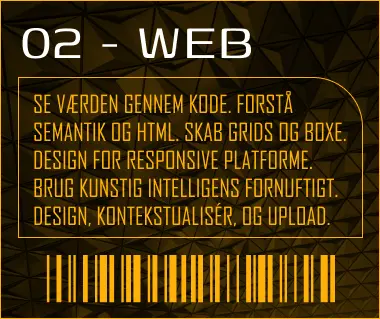 02 - WEB
SE VÆRDEN GENNEM KODE. FORSTÅ
SEMANTIK OG HTML. SKAB GRIDS OG BOXE.
DESIGN FOR RESPONSIVE PLATFORME.
BRUG KUNSTIG INTELLIGENS FORNUFTIGT.
DESIGN, KONTEKSTUALISÉR, OG UPLOAD.